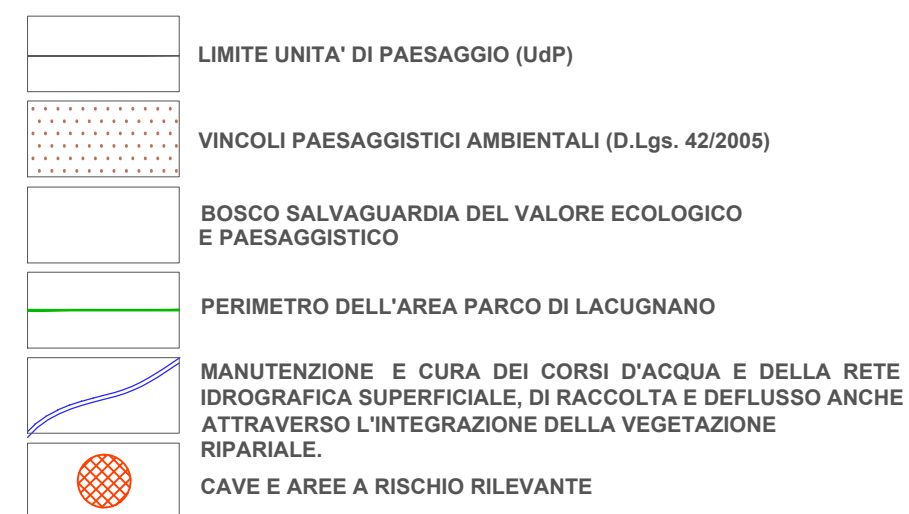 LIMITE UNITA' DI PAESAGGIO (UdP)
VINCOLI PAESAGGISTICI AMBIENTALI (D.Lgs. 42/2005)
BOSCO SALVAGUARDIA DEL VALORE ECOLOGICO
E PAESAGGISTICO
PERIMETRO DELL'AREA PARCO DI LACUGNANO
MANUTENZIONE E CURA DEI CORSI D'ACQUA E DELLA RETE
IDROGRAFICA SUPERFICIALE, DI RACCOLTA E DEFLUSSO ANCHE
ATTRAVERSO L'INTEGRAZIONE DELLA VEGETAZIONE
RIPARIALE.
CAVE E AREE A RISCHIO RILEVANTE